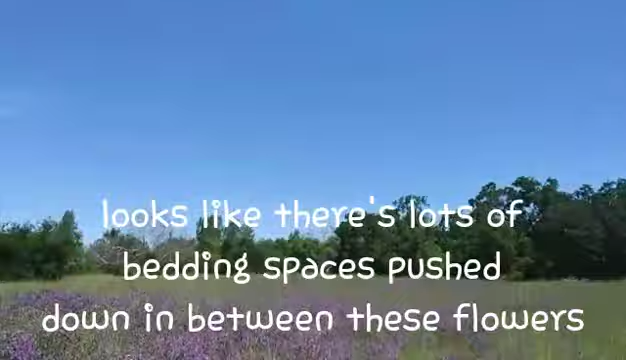 looks like there's lots of
bedding spaces pushed
down in between these flowers